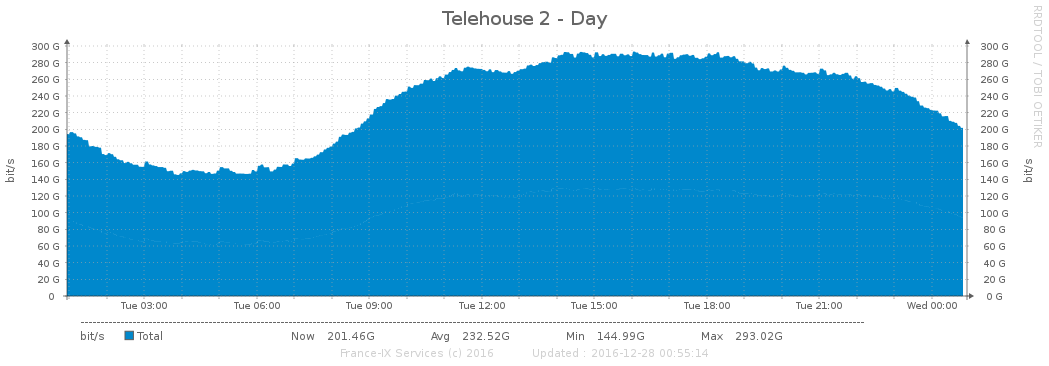 Telehouse 2 - Day
RRDTOOL / TOBI OETIKER
300 G 300 G
280 G 280 G
260 G 260 G
240 G 240 G
220 G 220 G
200 G 200 G
180 G 180 G
160 G 160 G
140 G 140 G
120 G 120 G
100 G 100 G
80 G 80 G
60 G 60 G
40 G 40 G
20 G 20 G
0 0 G
bit/s bit/s
Tue 03:00 Tue 06:00 Tue 09:00 Tue 12:00 Tue 15:00 Tue 18:00 Tue 21:00 Wed 00:00
bit/s Total Now 201.46G Avg 232.52G Min 144.99G Max 293.02G
France-IX Services (c) 2016 Updated : 2016-12-28 00:55:14